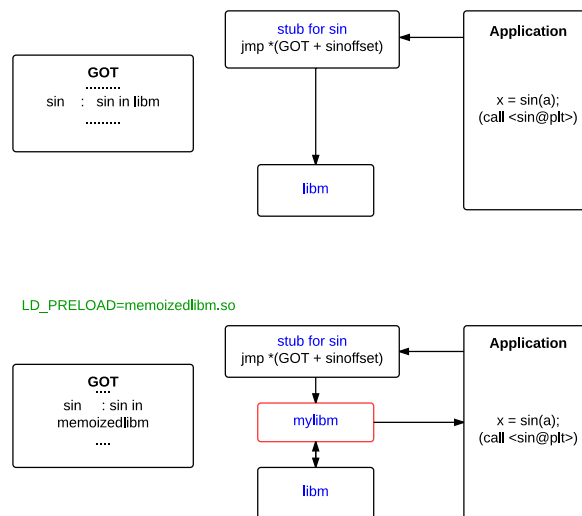 stub for sin
jmp *(GOT + sinoffset)
Application
GOT
.........
sin : sin in libm
.........
x = sin(a);
(call <sin@plt>)
libm
LD_PRELOAD=memoizedlibm.so
stub for sin
jmp *(GOT + sinoffset)
Application
GOT
....
sin : sin in
memoizedlibm
....
mylibm
x = sin(a);
(call <sin@plt>)
libm